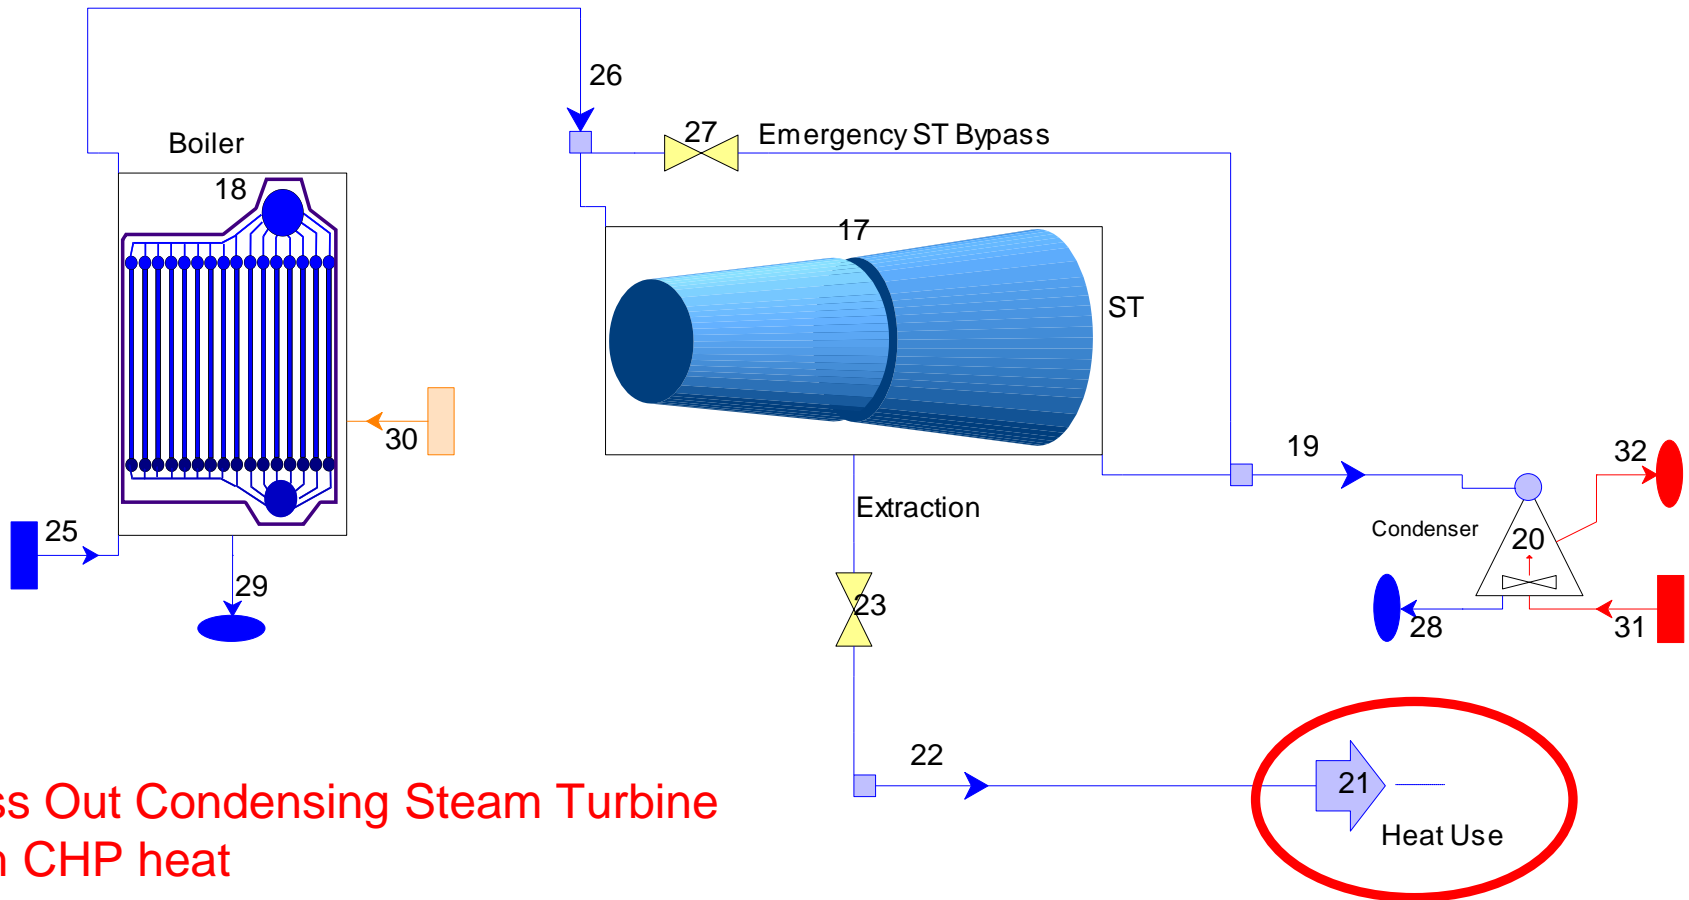 26
27
Emergency ST Bypass
Boiler
18
17
ST
30
19
32
Extraction
Condenser
20
25
29
23
28
31
22
21
Heat Use
Out Condensing Steam Turbine
CHP heat